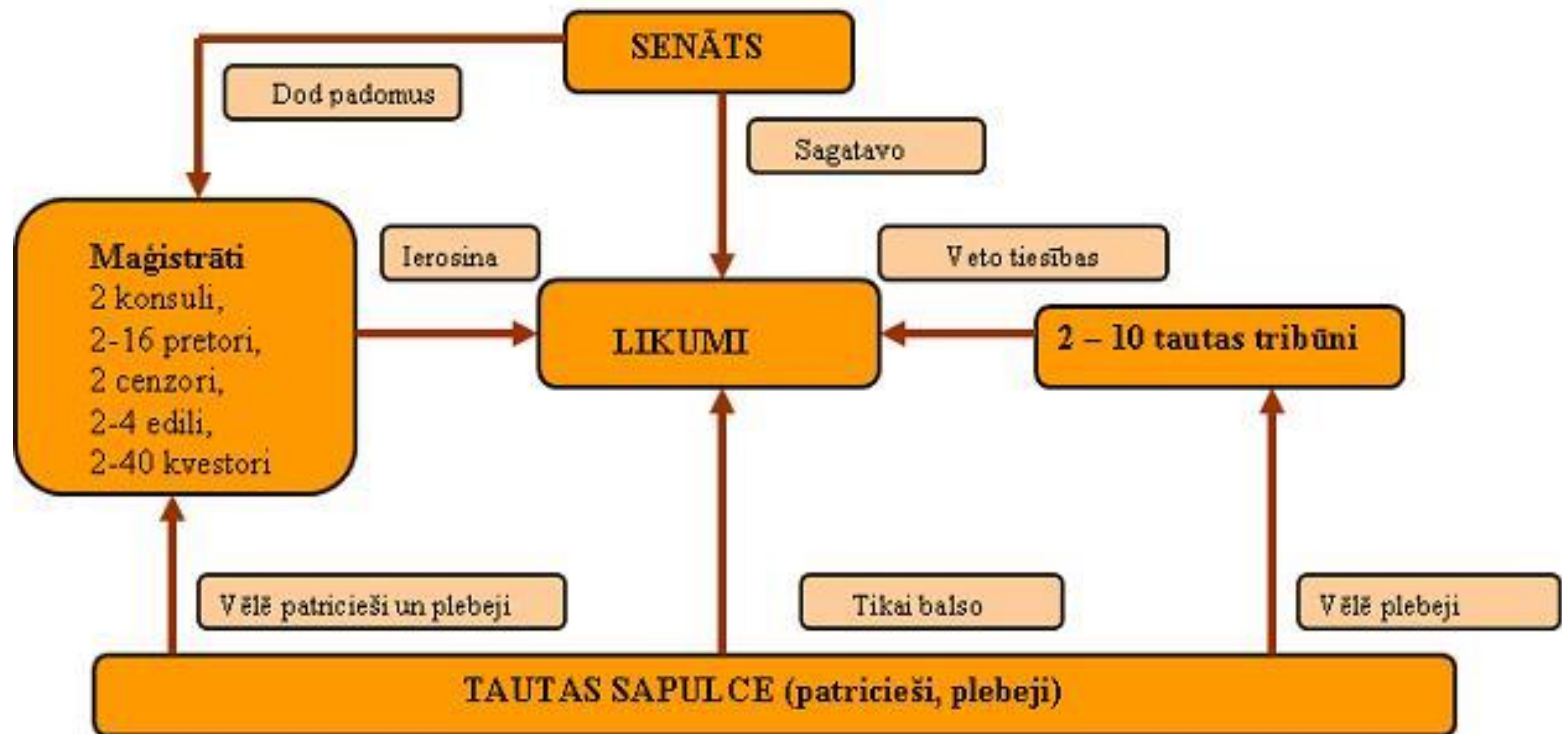 SENĀTS
Dod padomus
Sagatavo
Maģistrāti
2 konsuli,
2-16 pretori,
2 cenzori,
2-4 edili,
2-40 kvestori
Ierosina
Veto tiesības
LIKUMI
2 – 10 tautas tribūni
Vēlē patricieši un plebeji
Tikai balso
Vēlē plebeji
TAUTAS SAPULCE (patricieši, plebeji)